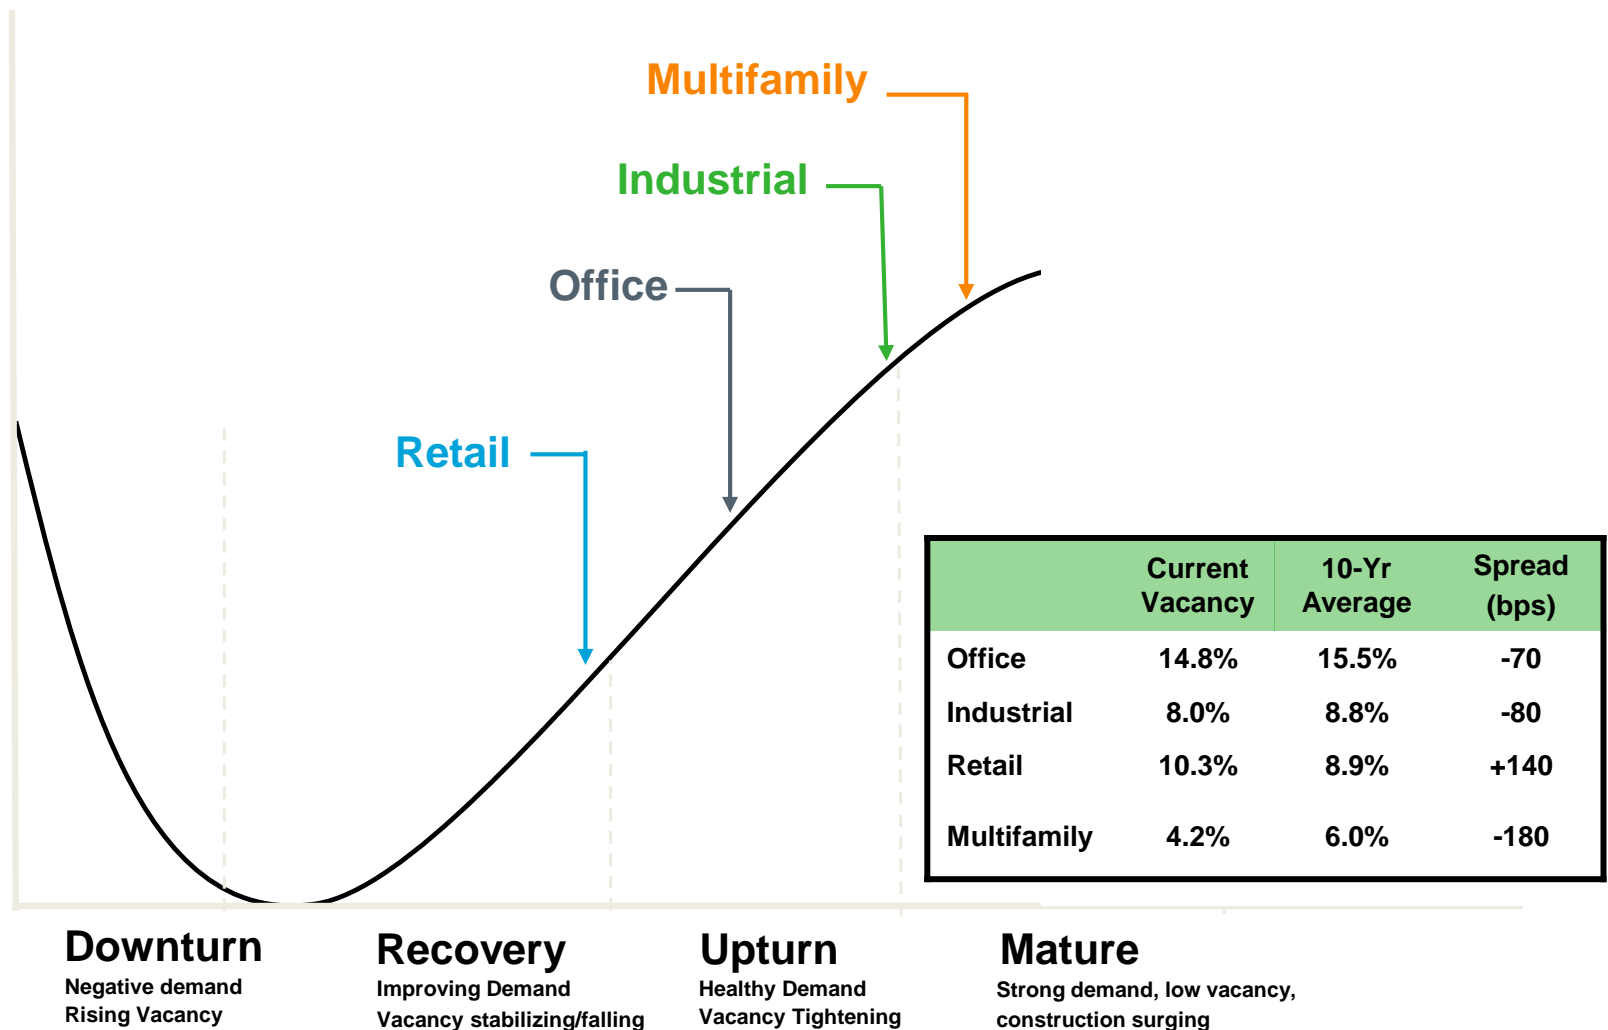 Multifamily
Industrial
Office
Retail
Current Vacancy 10-Yr Average Spread (bps)
Office 14.8% 15.5% -70
Industrial 8.0% 8.8% -80
Retail 10.3% 8.9% +140
Multifamily 4.2% 6.0% -180
Downturn
Negative demand
Rising Vacancy
Recovery
Improving Demand
Vacancy stabilizing/falling
Upturn
Healthy Demand
Vacancy Tightening
Mature
Strong demand, low vacancy,
construction surging